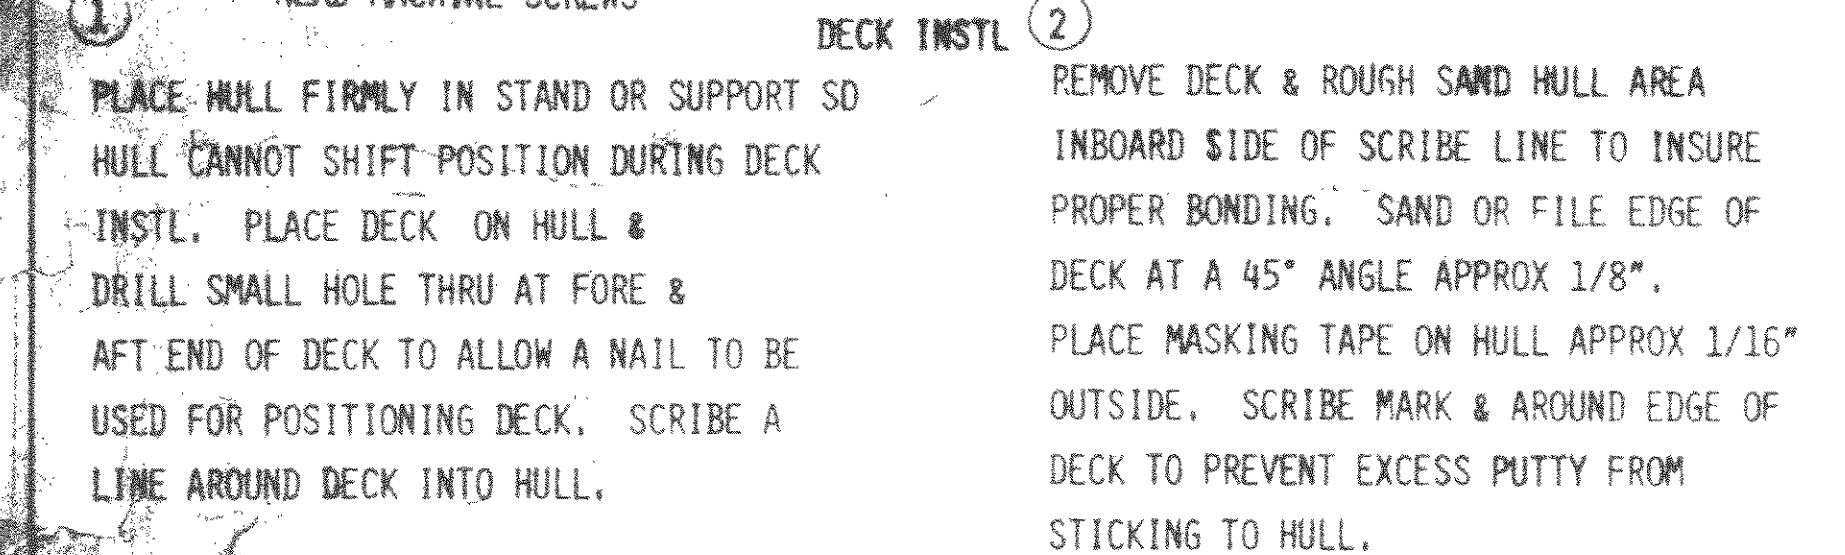 HEAD MACHINE SCREWS
DECK INSTL
1
PLACE HULL FIRMLY IN STAND OR SUPPORT SO
HULL CANNOT SHIFT POSITION DURING DECK
INSTL. PLACE DECK ON HULL &
DRILL SMALL HOLE THRU AT FORE &
AFT END OF DECK TO ALLOW A NAIL TO BE
USED FOR POSITIONING DECK. SCRIBE A
LINE AROUND DECK INTO HULL.
2
REMOVE DECK & ROUGH SAND HULL AREA
INBOARD SIDE OF SCRIBE LINE TO INSURE
PROPER BONDING. SAND OR FILE EDGE OF
DECK AT A 45° ANGLE APPROX 1/8".
PLACE MASKING TAPE ON HULL APPROX 1/16"
OUTSIDE. SCRIBE MARK & AROUND EDGE OF
DECK TO PREVENT EXCESS PUTTY FROM
STICKING TO HULL.